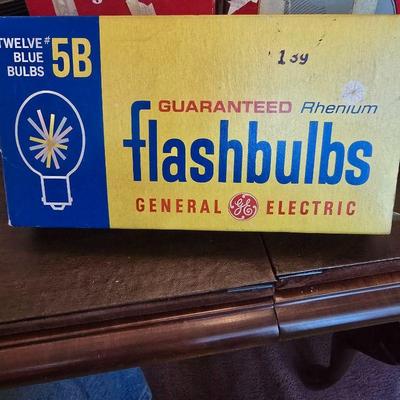 TWELVE # 5B
BLUE
BULBS
1 39
GUARANTEED Rhenium
flashbulbs
GENERAL GE ELECTRIC